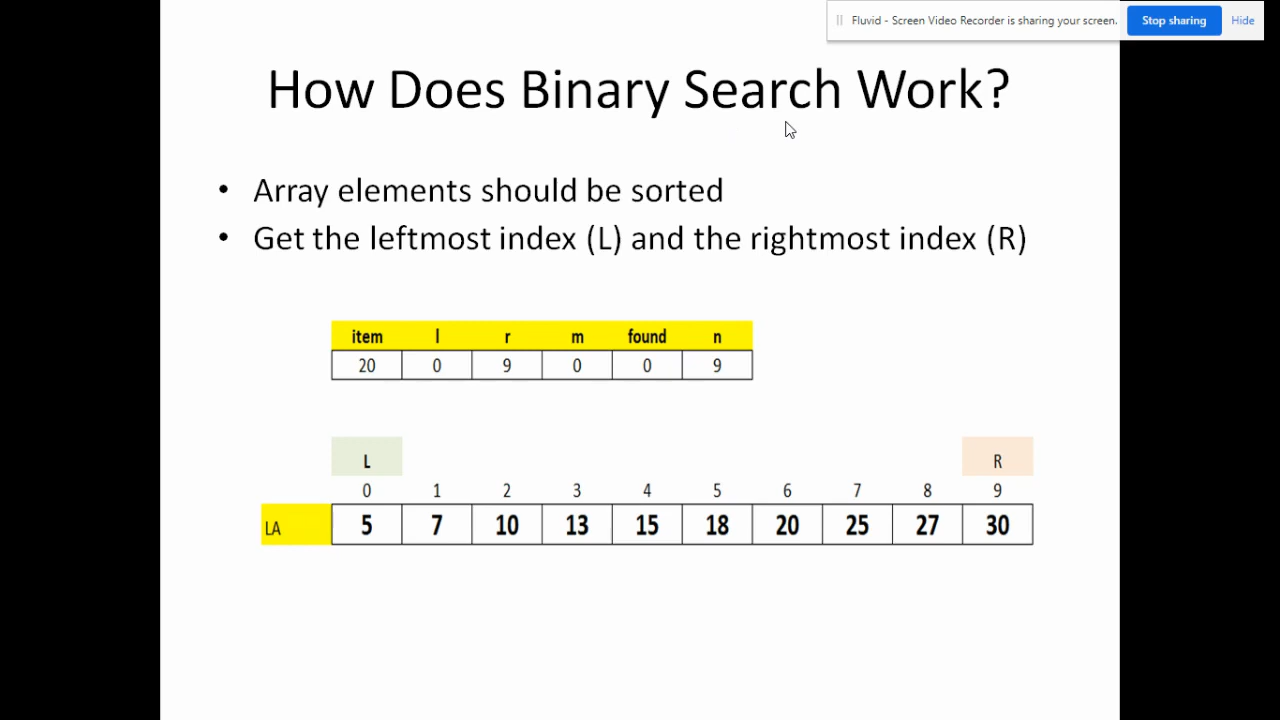 Fluvid - Screen Video Recorder is sharing your screen. Stop sharing Hide
How Does Binary Search Work?
• Array elements should be sorted
• Get the leftmost index (L) and the rightmost index (R)
item l r m found n
20 0 9 0 0 9
L R
0 1 2 3 4 5 6 7 8 9
LA 5 7 10 13 15 18 20 25 27 30